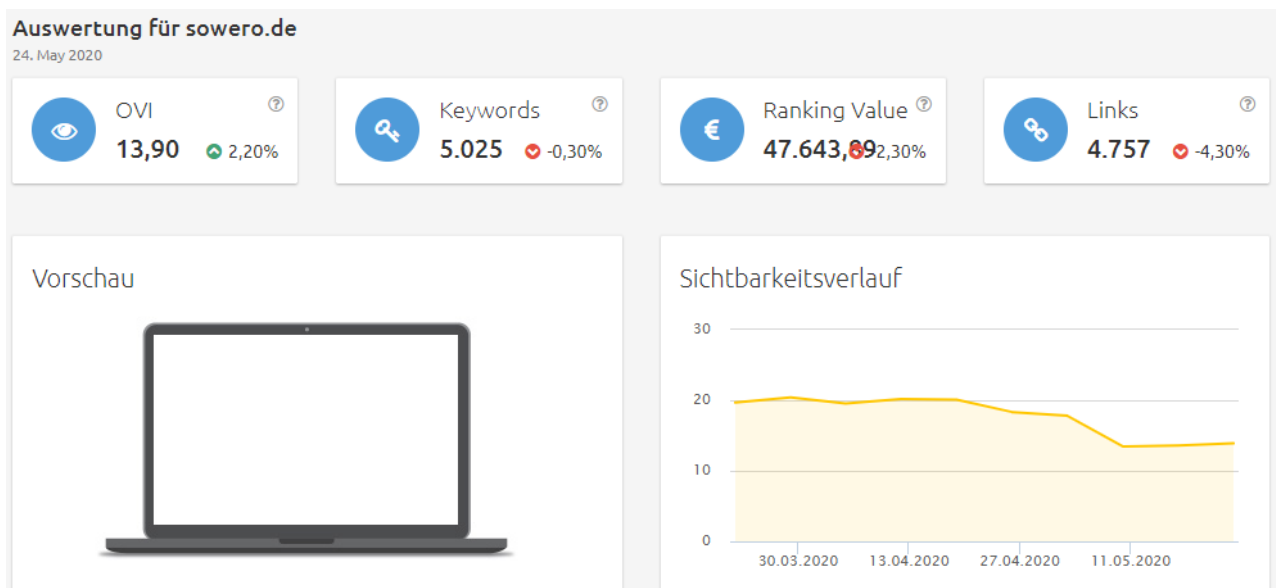 Auswertung für sowero.de
24. May 2020
OVI
13,90 2,20%
Keywords
5.025 -0,30%
Ranking Value
47.643,89 2,30%
Links
4.757 -4,30%
Vorschau
Sichtbarkeitsverlauf
30
20
10
0
30.03.2020 13.04.2020 27.04.2020 11.05.2020